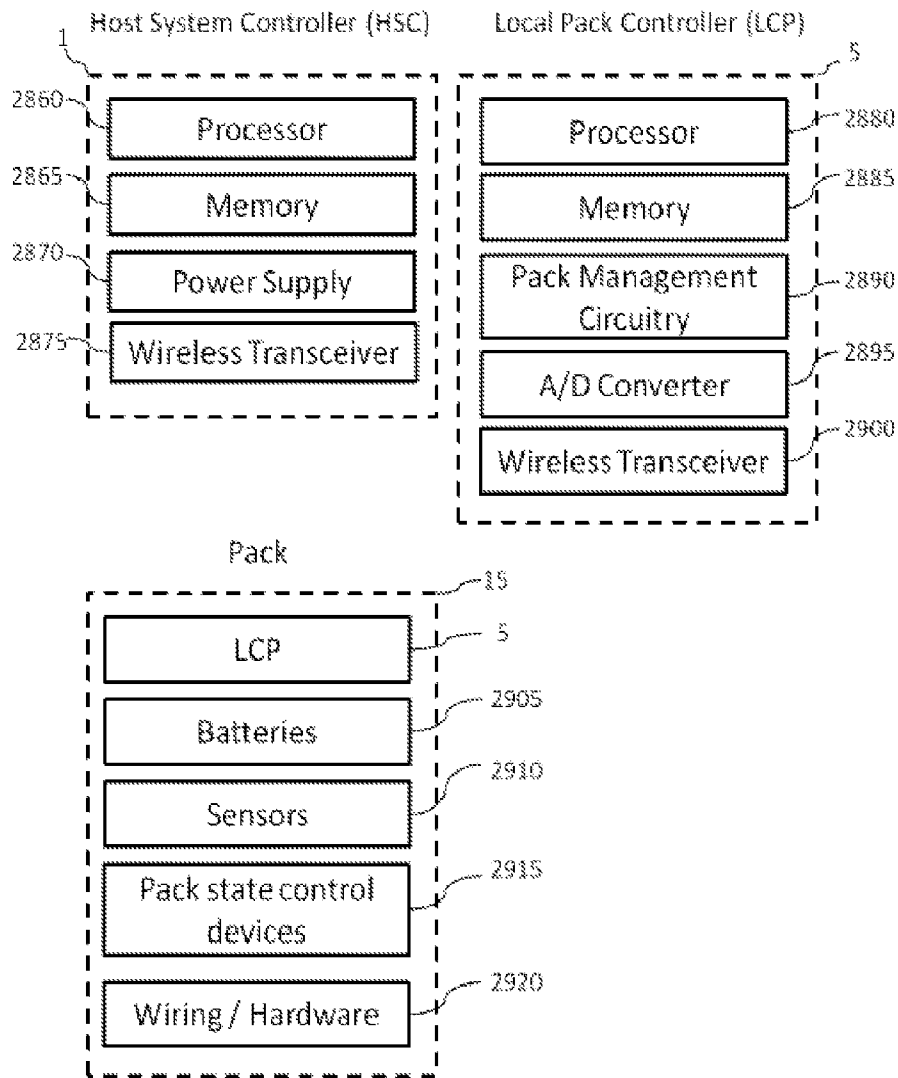 Host System Controller (HSC)
1
2860
Processor
2865
Memory
2870
Power Supply
2875
Wireless Transceiver
Local Pack Controller (LCP)
5
Processor
2880
Memory
2885
Pack Management
Circuitry
2890
A/D Converter
2895
Wireless Transceiver
2900
Pack
15
LCP
5
Batteries
2905
Sensors
2910
Pack state control
devices
2915
Wiring / Hardware
2920